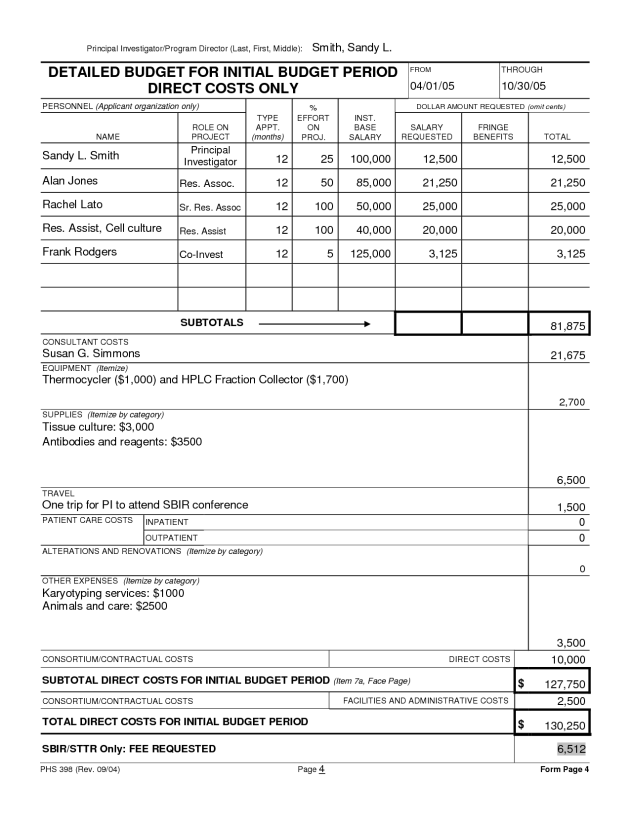 Principal Investigator/Program Director (Last, First, Middle): Smith, Sandy L.
DETAILED BUDGET FOR INITIAL BUDGET PERIOD
DIRECT COSTS ONLY
FROM
04/01/05
THROUGH
10/30/05
PERSONNEL (Applicant organization only)
DOLLAR AMOUNT REQUESTED (omit cents)
NAME ROLE ON PROJECT TYPE APPT. (months) % EFFORT ON PROJ. INST. BASE SALARY SALARY REQUESTED FRINGE BENEFITS TOTAL
Sandy L. Smith Principal Investigator 12 25 100,000 12,500 12,500
Alan Jones Res. Assoc. 12 50 85,000 21,250 21,250
Rachel Lato Sr. Res. Assoc 12 100 50,000 25,000 25,000
Res. Assist, Cell culture Res. Assist 12 100 40,000 20,000 20,000
Frank Rodgers Co-Invest 12 5 125,000 3,125 3,125
SUBTOTALS 81,875
CONSULTANT COSTS
Susan G. Simmons 21,675
EQUIPMENT (Itemize)
Thermocycler ($1,000) and HPLC Fraction Collector ($1,700)
2,700
SUPPLIES (Itemize by category)
Tissue culture: $3,000
Antibodies and reagents: $3500
6,500
TRAVEL
One trip for PI to attend SBIR conference 1,500
PATIENT CARE COSTS INPATIENT 0
OUTPATIENT 0
ALTERATIONS AND RENOVATIONS (Itemize by category)
0
OTHER EXPENSES (Itemize by category)
Karyotyping services: $1000
Animals and care: $2500
3,500
CONSORTIUM/CONTRACTUAL COSTS DIRECT COSTS 10,000
SUBTOTAL DIRECT COSTS FOR INITIAL BUDGET PERIOD (Item 7a, Face Page) $ 127,750
CONSORTIUM/CONTRACTUAL COSTS FACILITIES AND ADMINISTRATIVE COSTS 2,500
TOTAL DIRECT COSTS FOR INITIAL BUDGET PERIOD $ 130,250
SBIR/STTR Only: FEE REQUESTED 6,512
PHS 398 (Rev. 09/04) Page 4 Form Page 4